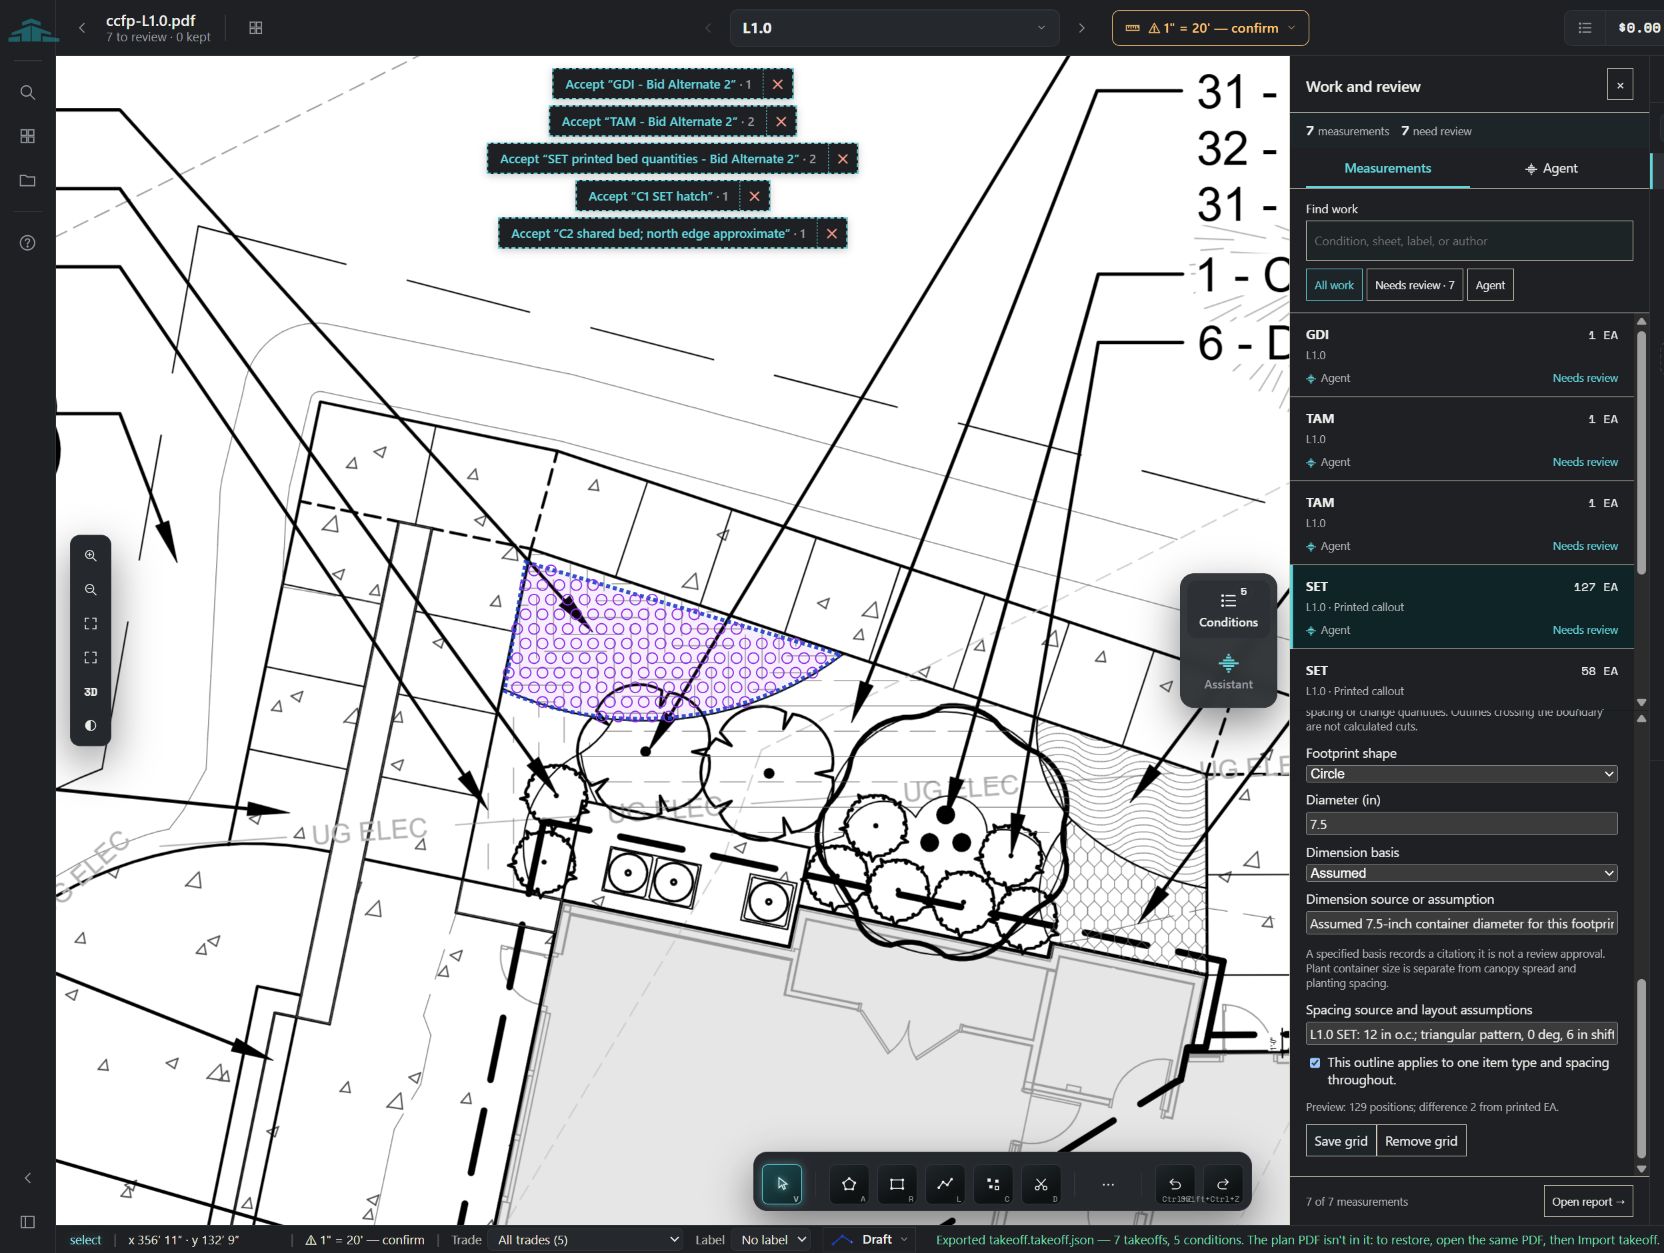 ccfp-L1.0.pdf
7 to review · 0 kept
L1.0
⚠ 1" = 20' — confirm
$0.00
Accept “GDI - Bid Alternate 2” · 1
Accept “TAM - Bid Alternate 2” · 2
Accept “SET printed bed quantities - Bid Alternate 2” · 2
Accept “C1 SET hatch” · 1
Accept “C2 shared bed; north edge approximate” · 1
31 -
32 -
31 -
1 - C
6 - D
UG ELEC
UG ELEC
UG ELEC
UG ELE
G ELEC
3D
5
Conditions
Assistant
Work and review
×
7 measurements 7 need review
Measurements
Agent
Find work
Condition, sheet, label, or author
All work
Needs review · 7
Agent
GDI 1 EA
L1.0
Agent Needs review
TAM 1 EA
L1.0
Agent Needs review
TAM 1 EA
L1.0
Agent Needs review
SET 127 EA
L1.0 · Printed callout
Agent Needs review
SET 58 EA
L1.0 · Printed callout
spacing or change quantities. Outlines crossing the boundary
are not calculated cuts.
Footprint shape
Circle
Diameter (in)
7.5
Dimension basis
Assumed
Dimension source or assumption
Assumed 7.5-inch container diameter for this footprin
A specified basis records a citation; it is not a review approval.
Plant container size is separate from canopy spread and
planting spacing.
Spacing source and layout assumptions
L1.0 SET: 12 in o.c.; triangular pattern, 0 deg, 6 in shift
This outline applies to one item type and spacing
throughout.
Preview: 129 positions; difference 2 from printed EA.
Save grid
Remove grid
7 of 7 measurements
Open report →
V
A
R
L
C
D
...
select
x 356' 11" · y 132' 9"
⚠ 1" = 20' — confirm
Trade
All trades (5)
Label
No label
Draft
Exported takeoff.takeoff.json — 7 takeoffs, 5 conditions. The plan PDF isn't in it: to restore, open the same PDF, then Import takeoff.